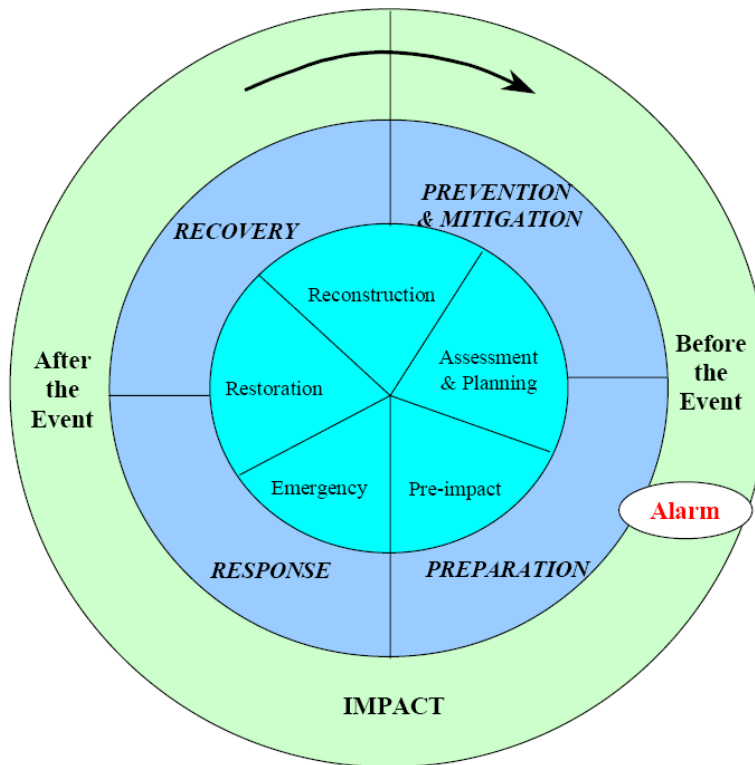 PREVENTION
& MITIGATION
RECOVERY
Reconstruction
After
the
Event
Restoration
Assessment
& Planning
Before
the
Event
Emergency
Pre-impact
Alarm
RESPONSE
PREPARATION
IMPACT